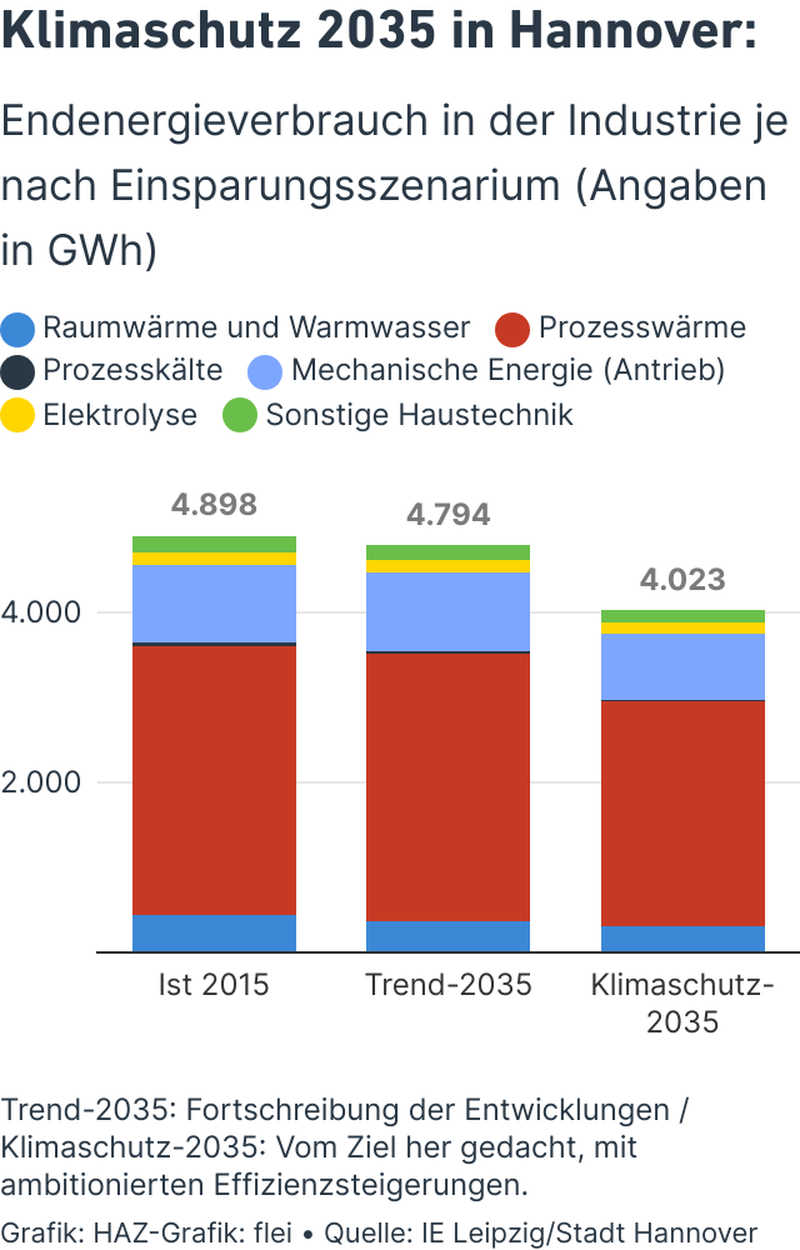 Klimaschutz 2035 in Hannover:
Endenergieverbrauch in der Industrie je
nach Einsparungsszenarium (Angaben
in GWh)
Raumwärme und Warmwasser Prozesswärme
Prozesskälte Mechanische Energie (Antrieb)
Elektrolyse Sonstige Haustechnik
4.898
4.794
4.023
4.000
2.000
Ist 2015 Trend-2035 Klimaschutz-
2035
Trend-2035: Fortschreibung der Entwicklungen /
Klimaschutz-2035: Vom Ziel her gedacht, mit
ambitionierten Effizienzsteigerungen.
Grafik: HAZ-Grafik: flei • Quelle: IE Leipzig/Stadt Hannover